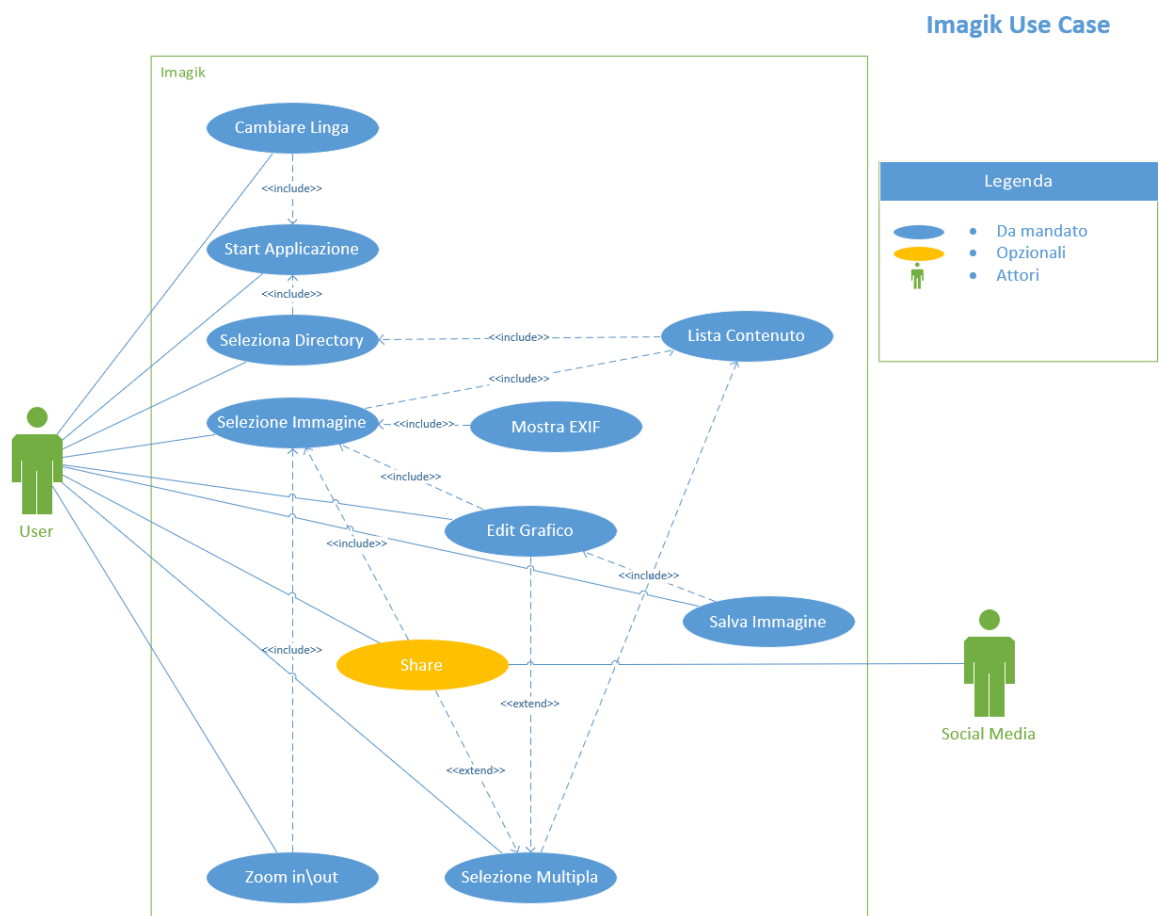 Imagik Use Case
Imagik
Cambiare Linga
<<include>>
Start Applicazione
<<include>>
Seleziona Directory
<<include>>
Lista Contenuto
<<include>>
Selezione Immagine
<<include>>
Mostra EXIF
<<include>>
Edit Grafico
<<include>>
<<include>>
Salva Immagine
<<include>>
Share
<<extend>>
<<extend>>
Zoom in\out
Selezione Multipla
User
Social Media
Legenda
• Da mandato
• Opzionali
• Attori